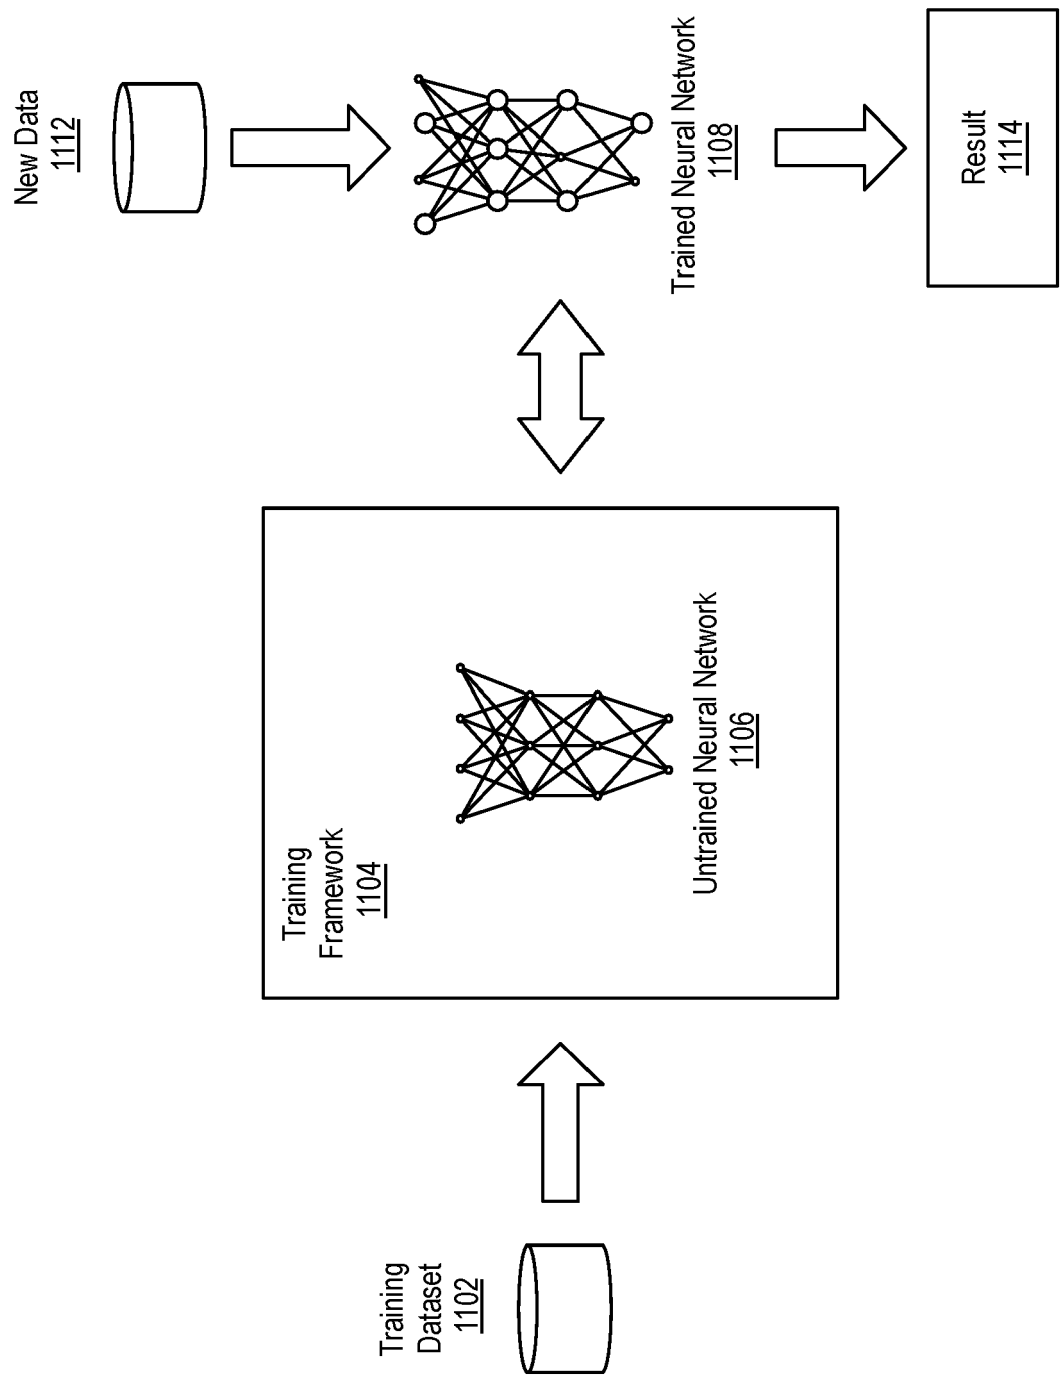 Training
Dataset
1102
Training
Framework
1104
Untrained Neural Network
1106
New Data
1112
Trained Neural Network
1108
Result
1114